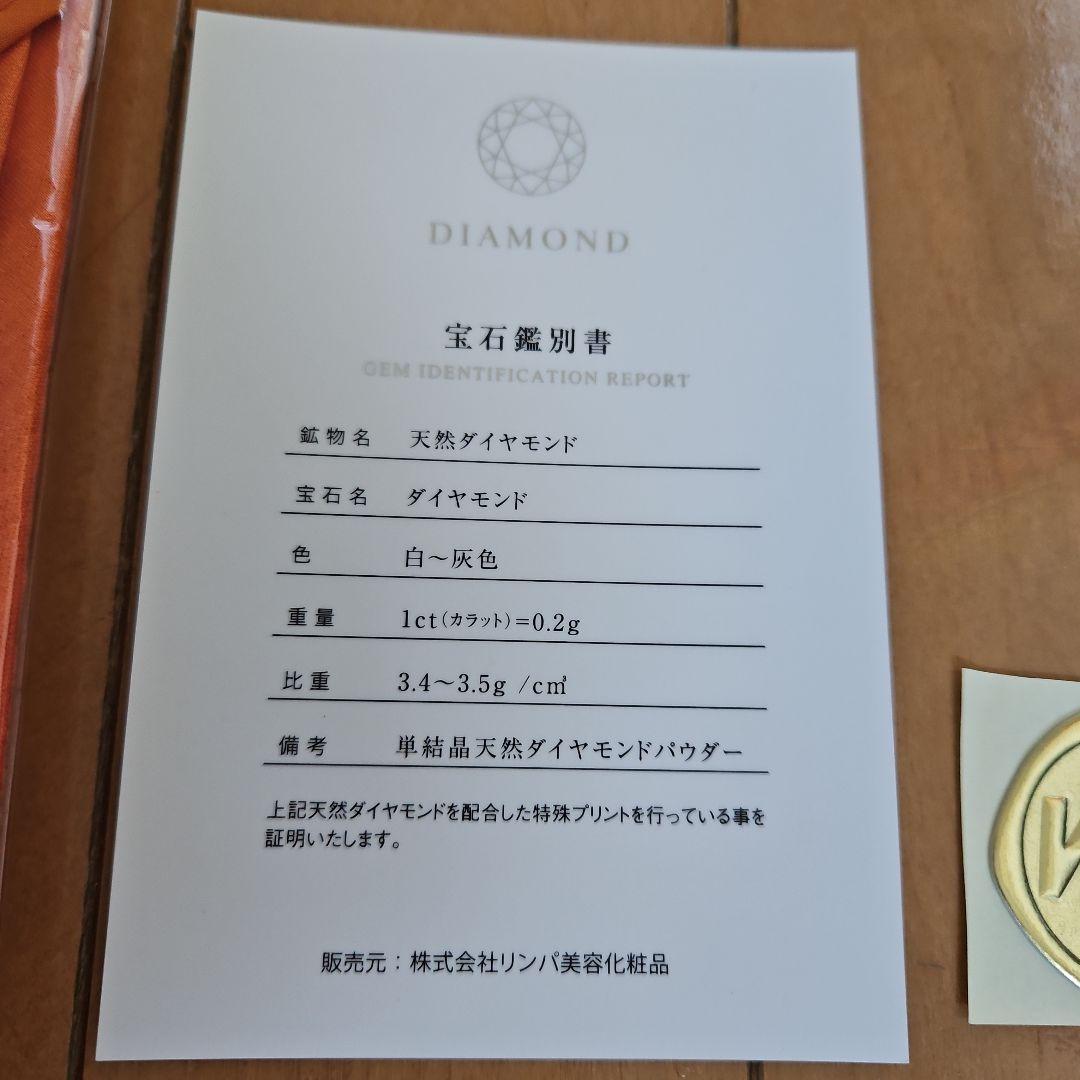 DIAMOND
宝石鑑別書
GEM IDENTIFICATION REPORT
鉱物名 天然ダイヤモンド
宝石名 ダイヤモンド
色 白～灰色
重量 1ct(カラット)=0.2g
比重 3.4～3.5g /c㎥
備考 単結晶天然ダイヤモンドパウダー
上記天然ダイヤモンドを配合した特殊プリントを行っている事を
証明いたします。
販売元：株式会社リンパ美容化粧品